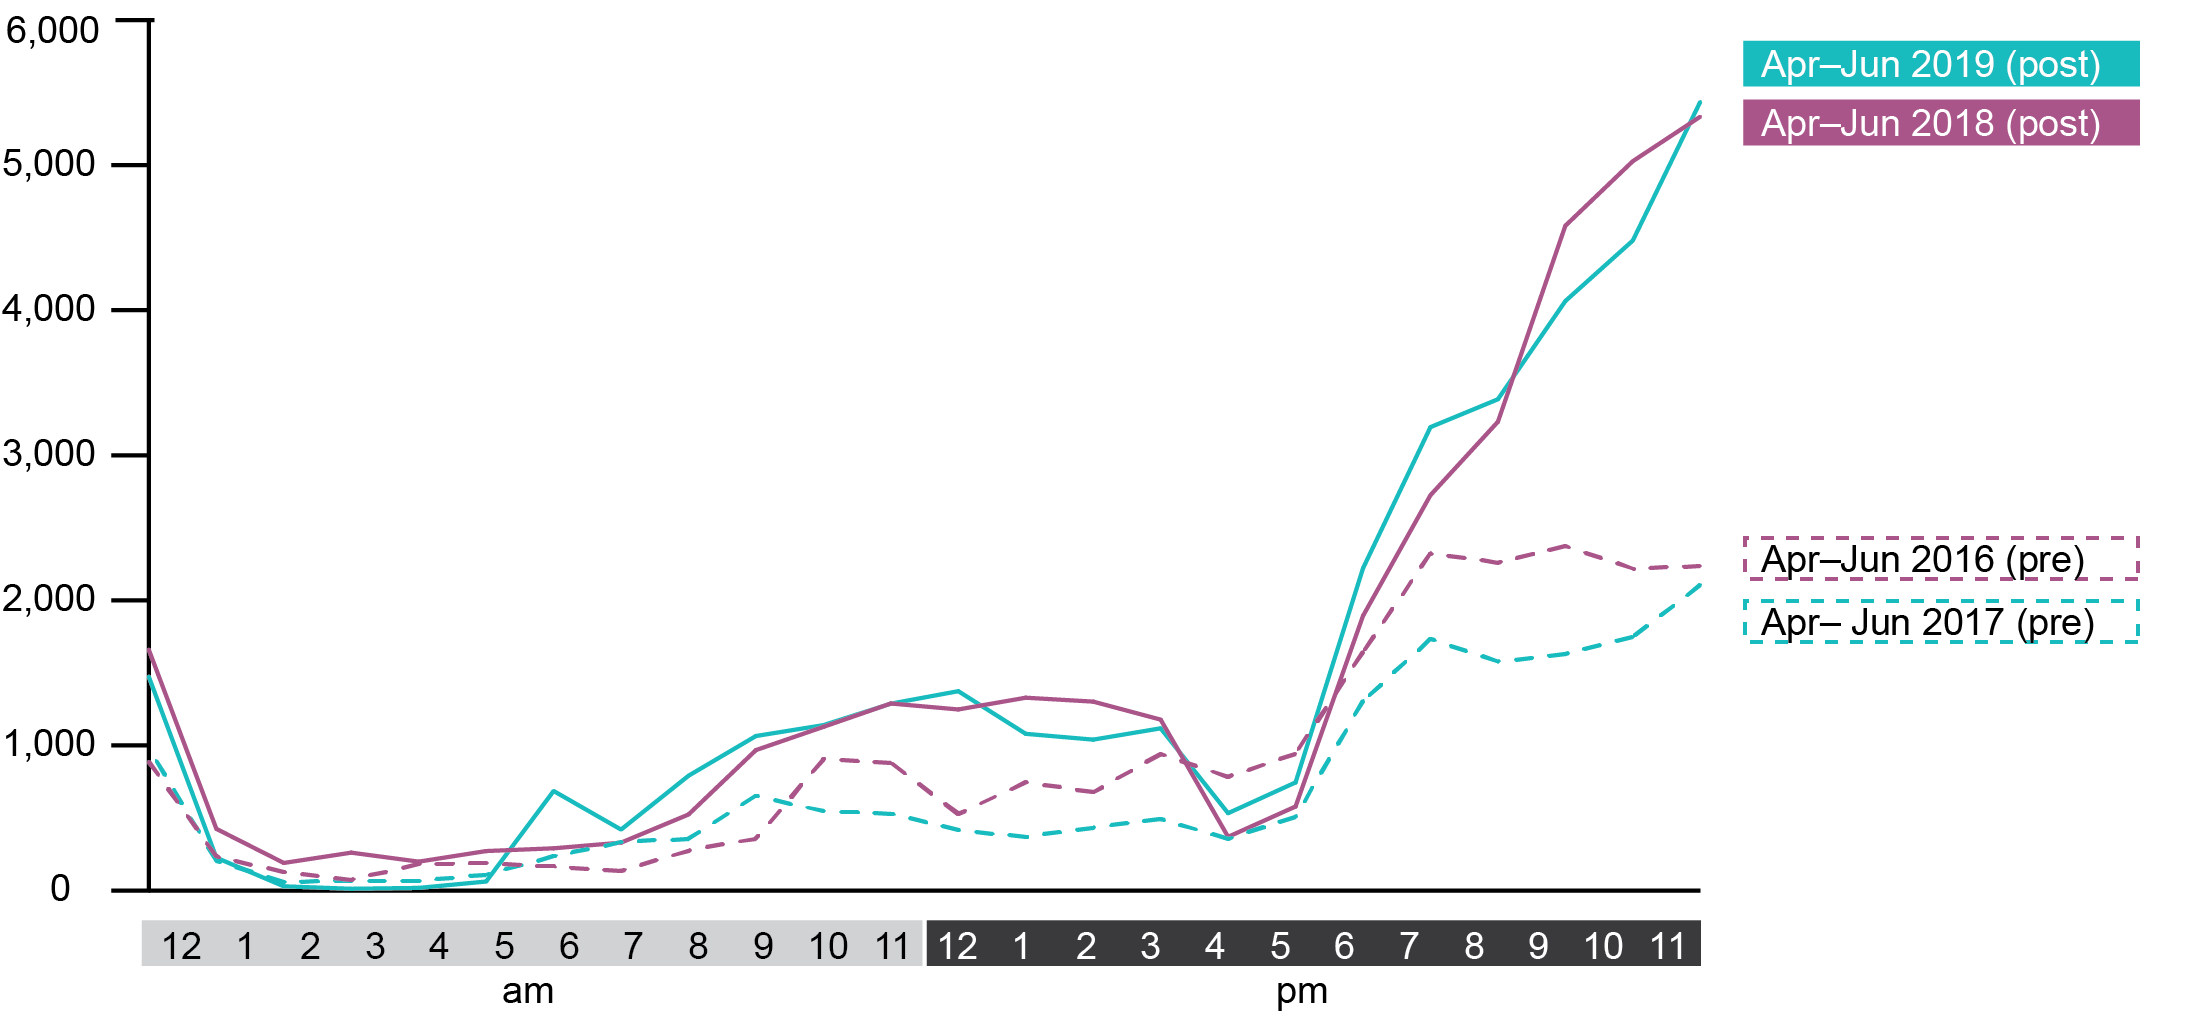 6,000
5,000
4,000
3,000
2,000
1,000
0
Apr–Jun 2019 (post)
Apr–Jun 2018 (post)
Apr–Jun 2016 (pre)
Apr– Jun 2017 (pre)
12 1 2 3 4 5 6 7 8 9 10 11 12 1 2 3 4 5 6 7 8 9 10 11
am pm